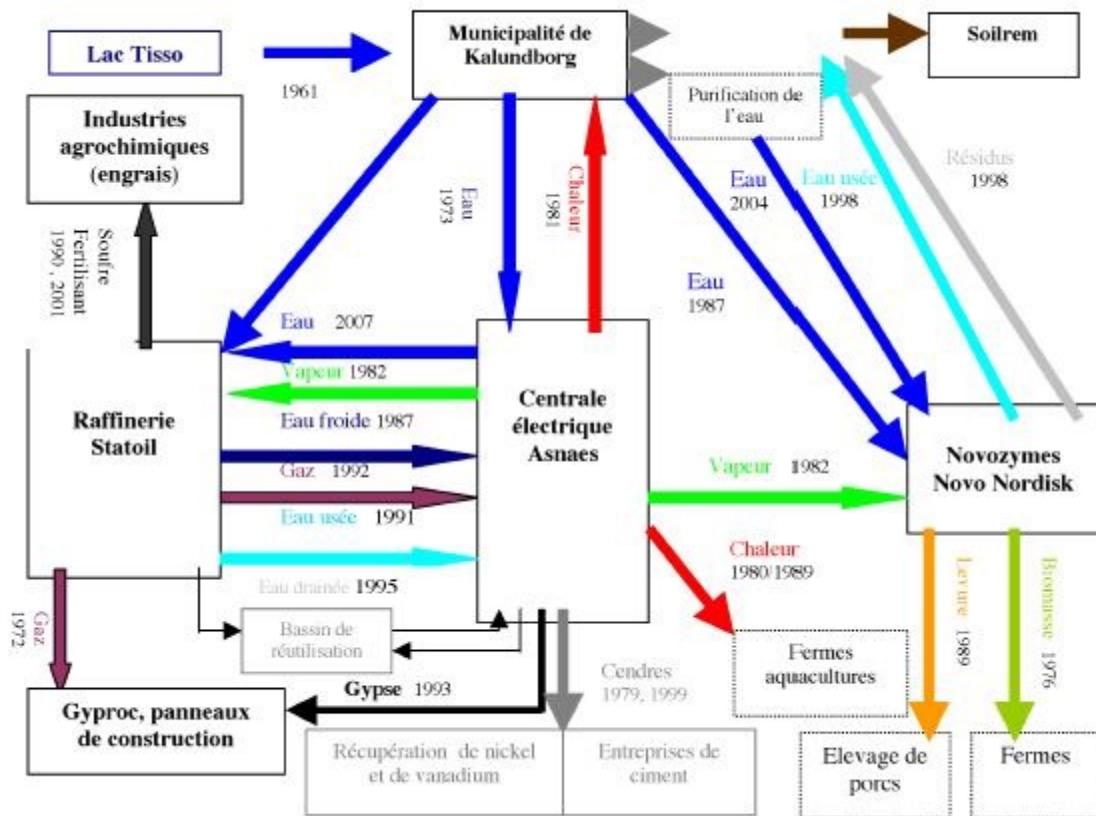 Lac Tisso
1961
Municipalité de
Kalundborg
Soilrem
Purification de
l'eau
Industries
agrochimiques
(engrais)
Soufre
Fertilisant
1990 , 2001
Eau
1973
Chaleur
1981
Eau
2004
Eau usée
1998
Résidus
1998
Eau
1987
Eau 2007
Vapeur 1982
Eau froide 1987
Gaz 1992
Eau usée 1991
Eau drainée 1995
Raffinerie
Statoil
Centrale
électrique
Asnaes
Vapeur 1982
Novozymes
Novo Nordisk
Chaleur
1980/1989
Levure 1989
Biomasse 1976
Gaz
1972
Bassin de
réutilisation
Gypse 1993
Cendres
1979, 1999
Fermes
aquacultures
Gyproc, panneaux
de construction
Récupération de nickel
et de vanadium
Entreprises de
ciment
Elevage de
porcs
Fermes